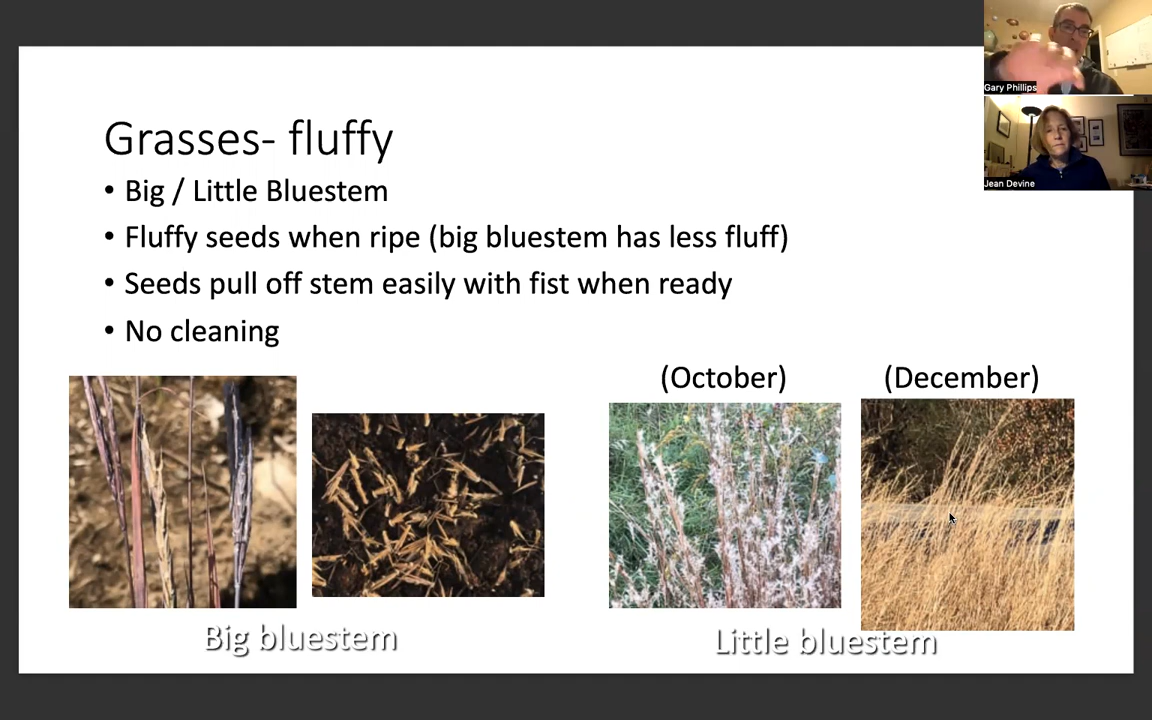 Gary Phillips
Jean Devine
Grasses- fluffy
• Big / Little Bluestem
• Fluffy seeds when ripe (big bluestem has less fluff)
• Seeds pull off stem easily with fist when ready
• No cleaning
(October)
(December)
Big bluestem
Little bluestem